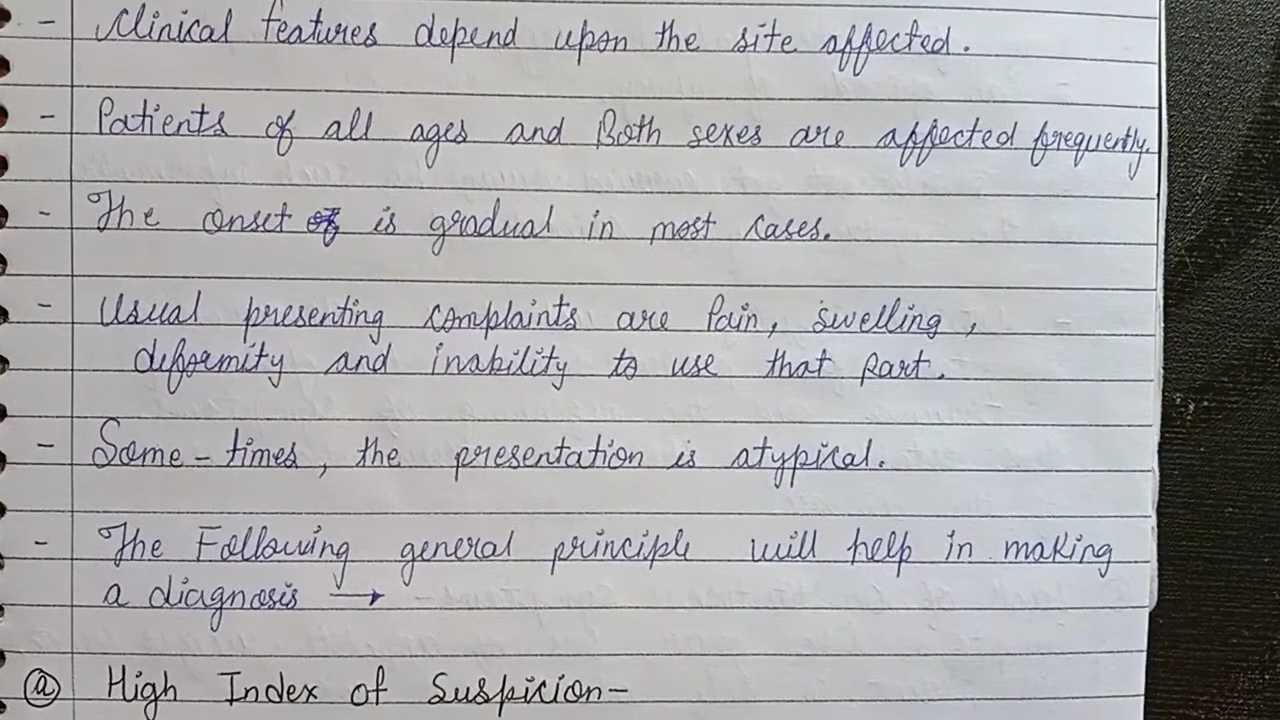 - Clinical features depend upon the site affected.
- Patients of all ages and Both sexes are affected frequently.
- The onset is gradual in most cases.
- Usual presenting complaints are Pain, swelling,
deformity and inability to use that Part.
- Some-times, the presentation is atypical.
- The Following general principle will help in making
a diagnosis →
ⓐ High Index of Suspicion-